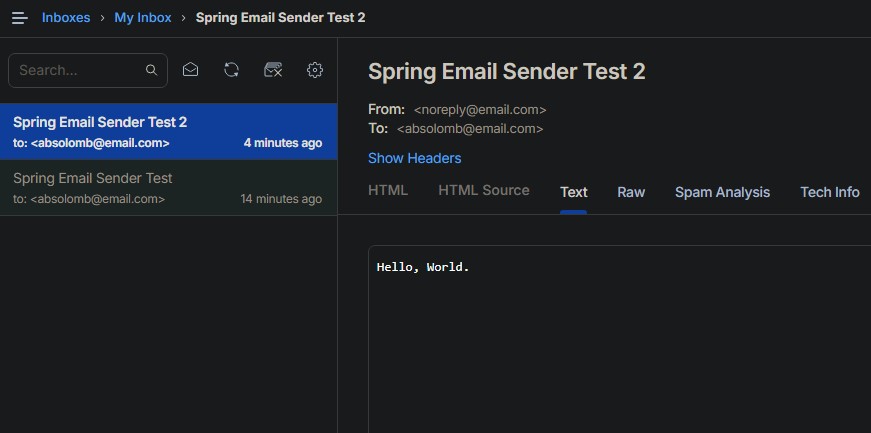 Inboxes › My Inbox › Spring Email Sender Test 2
Search...
Spring Email Sender Test 2
to: <absolomb@email.com> 4 minutes ago
Spring Email Sender Test
to: <absolomb@email.com> 14 minutes ago
Spring Email Sender Test 2
From: <noreply@email.com>
To: <absolomb@email.com>
Show Headers
HTML HTML Source Text Raw Spam Analysis Tech Info
Hello, World.